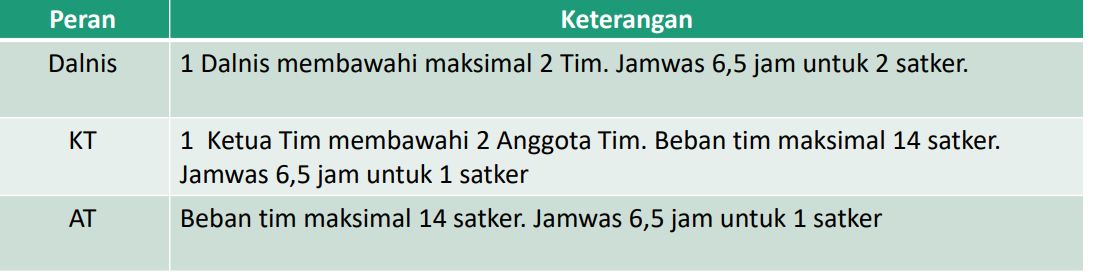 Peran Keterangan
Dalnis 1 Dalnis membawahi maksimal 2 Tim. Jamwas 6,5 jam untuk 2 satker.
KT 1 Ketua Tim membawahi 2 Anggota Tim. Beban tim maksimal 14 satker.
Jamwas 6,5 jam untuk 1 satker
AT Beban tim maksimal 14 satker. Jamwas 6,5 jam untuk 1 satker